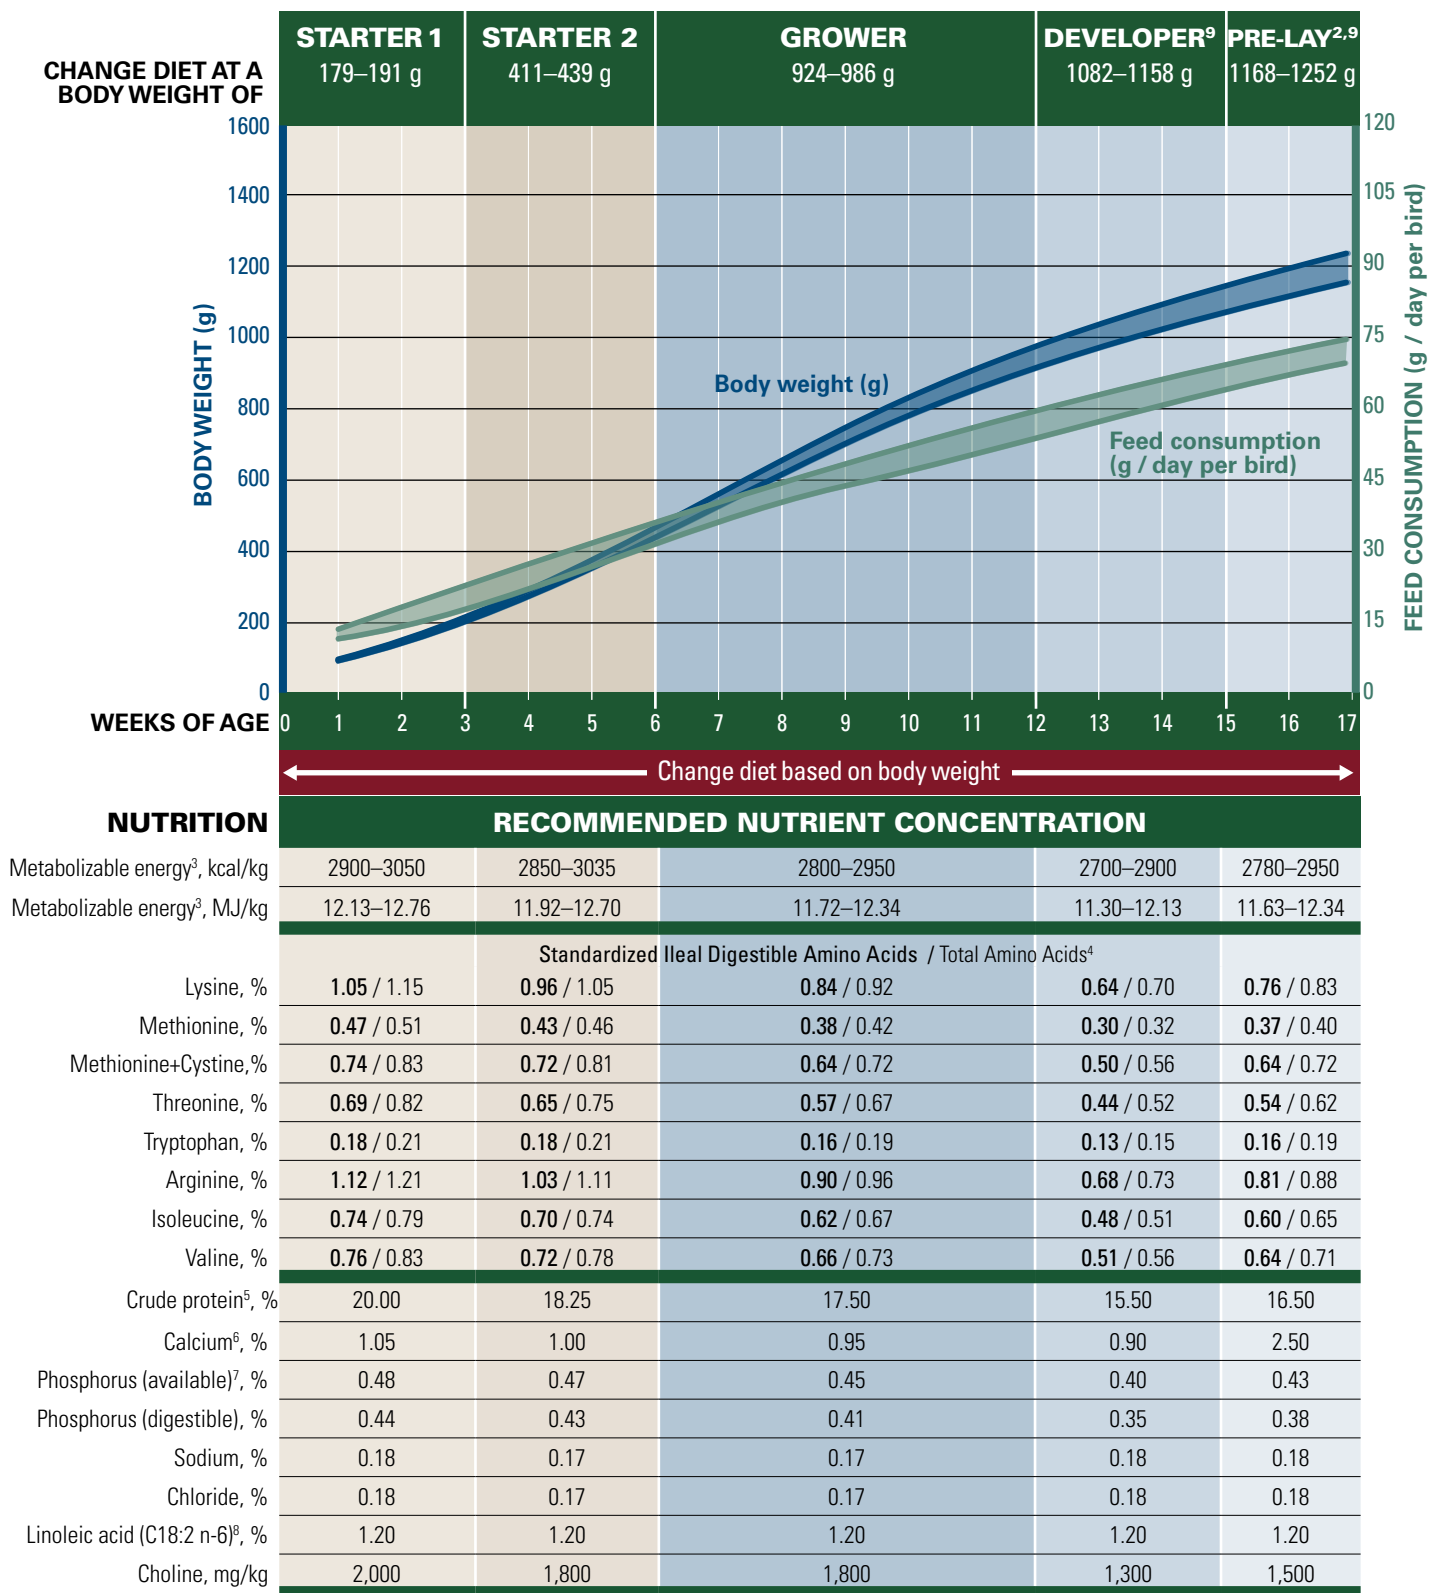 STARTER 1 STARTER 2 GROWER DEVELOPER⁹ PRE-LAY²,⁹
CHANGE DIET AT A
BODY WEIGHT OF
179–191 g 411–439 g 924–986 g 1082–1158 g 1168–1252 g
1600 120
1400 105
1200 90
1000 75
800 60
600 45
400 30
200 15
0 0
BODY WEIGHT (g)
FEED CONSUMPTION (g / day per bird)
Body weight (g)
Feed consumption
(g / day per bird)
WEEKS OF AGE 0 1 2 3 4 5 6 7 8 9 10 11 12 13 14 15 16 17
Change diet based on body weight
NUTRITION RECOMMENDED NUTRIENT CONCENTRATION
Metabolizable energy³, kcal/kg 2900–3050 2850–3035 2800–2950 2700–2900 2780–2950
Metabolizable energy³, MJ/kg 12.13–12.76 11.92–12.70 11.72–12.34 11.30–12.13 11.63–12.34
Standardized Ileal Digestible Amino Acids / Total Amino Acids⁴
Lysine, % 1.05 / 1.15 0.96 / 1.05 0.84 / 0.92 0.64 / 0.70 0.76 / 0.83
Methionine, % 0.47 / 0.51 0.43 / 0.46 0.38 / 0.42 0.30 / 0.32 0.37 / 0.40
Methionine+Cystine,% 0.74 / 0.83 0.72 / 0.81 0.64 / 0.72 0.50 / 0.56 0.64 / 0.72
Threonine, % 0.69 / 0.82 0.65 / 0.75 0.57 / 0.67 0.44 / 0.52 0.54 / 0.62
Tryptophan, % 0.18 / 0.21 0.18 / 0.21 0.16 / 0.19 0.13 / 0.15 0.16 / 0.19
Arginine, % 1.12 / 1.21 1.03 / 1.11 0.90 / 0.96 0.68 / 0.73 0.81 / 0.88
Isoleucine, % 0.74 / 0.79 0.70 / 0.74 0.62 / 0.67 0.48 / 0.51 0.60 / 0.65
Valine, % 0.76 / 0.83 0.72 / 0.78 0.66 / 0.73 0.51 / 0.56 0.64 / 0.71
Crude protein⁵, % 20.00 18.25 17.50 15.50 16.50
Calcium⁶, % 1.05 1.00 0.95 0.90 2.50
Phosphorus (available)⁷, % 0.48 0.47 0.45 0.40 0.43
Phosphorus (digestible), % 0.44 0.43 0.41 0.35 0.38
Sodium, % 0.18 0.17 0.17 0.18 0.18
Chloride, % 0.18 0.17 0.17 0.18 0.18
Linoleic acid (C18:2 n-6)⁸, % 1.20 1.20 1.20 1.20 1.20
Choline, mg/kg 2,000 1,800 1,800 1,300 1,500